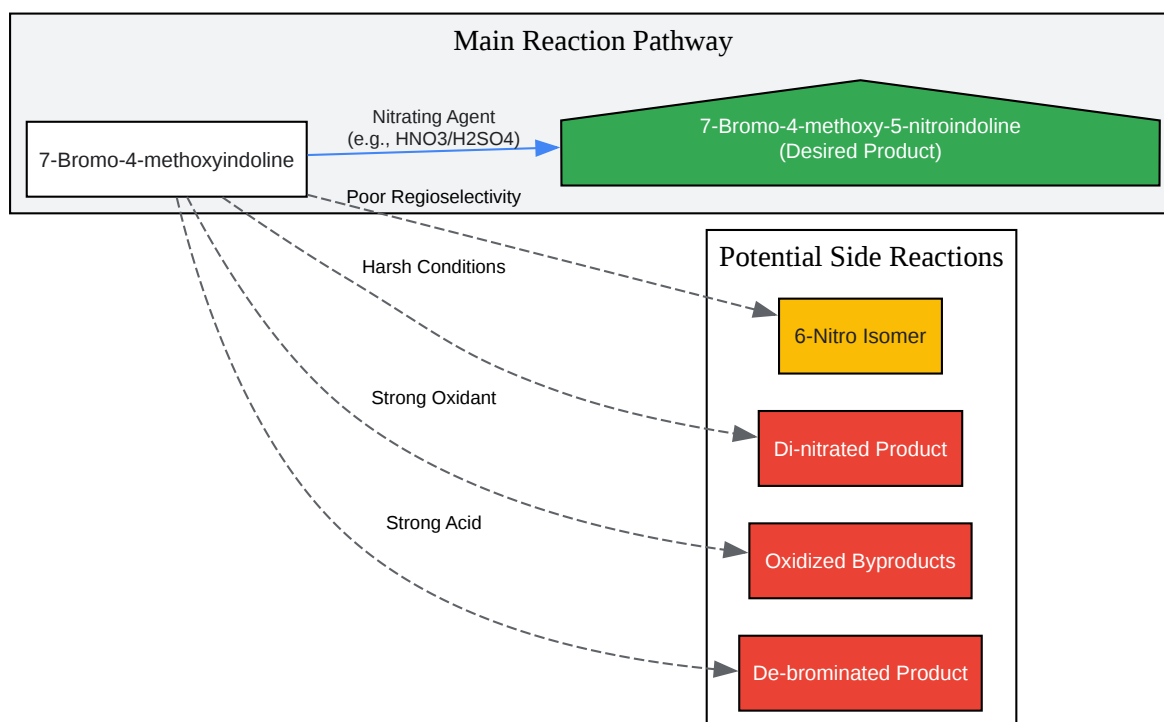 Main Reaction Pathway
7-Bromo-4-methoxyindoline
Nitrating Agent
(e.g., HNO3/H2SO4)
7-Bromo-4-methoxy-5-nitroindoline
(Desired Product)
Poor Regioselectivity
Potential Side Reactions
Harsh Conditions
6-Nitro Isomer
Strong Oxidant
Di-nitrated Product
Strong Acid
Oxidized Byproducts
De-brominated Product